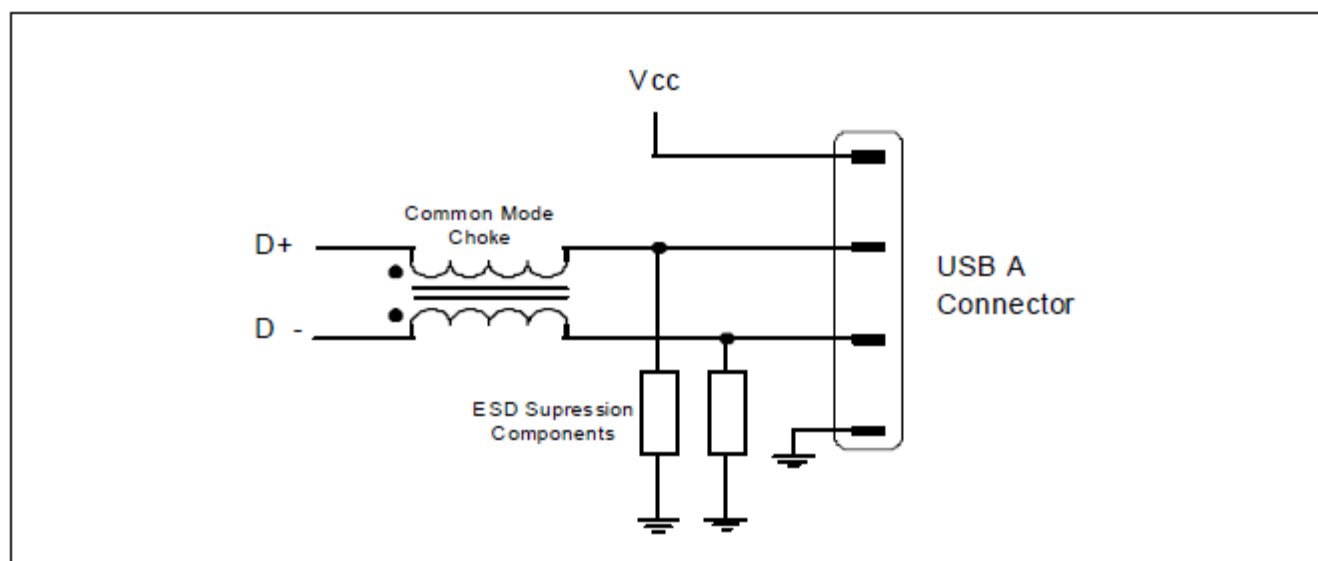 Vcc
Common Mode
Choke
D+
D -
USB A
Connector
ESD Supression
Components